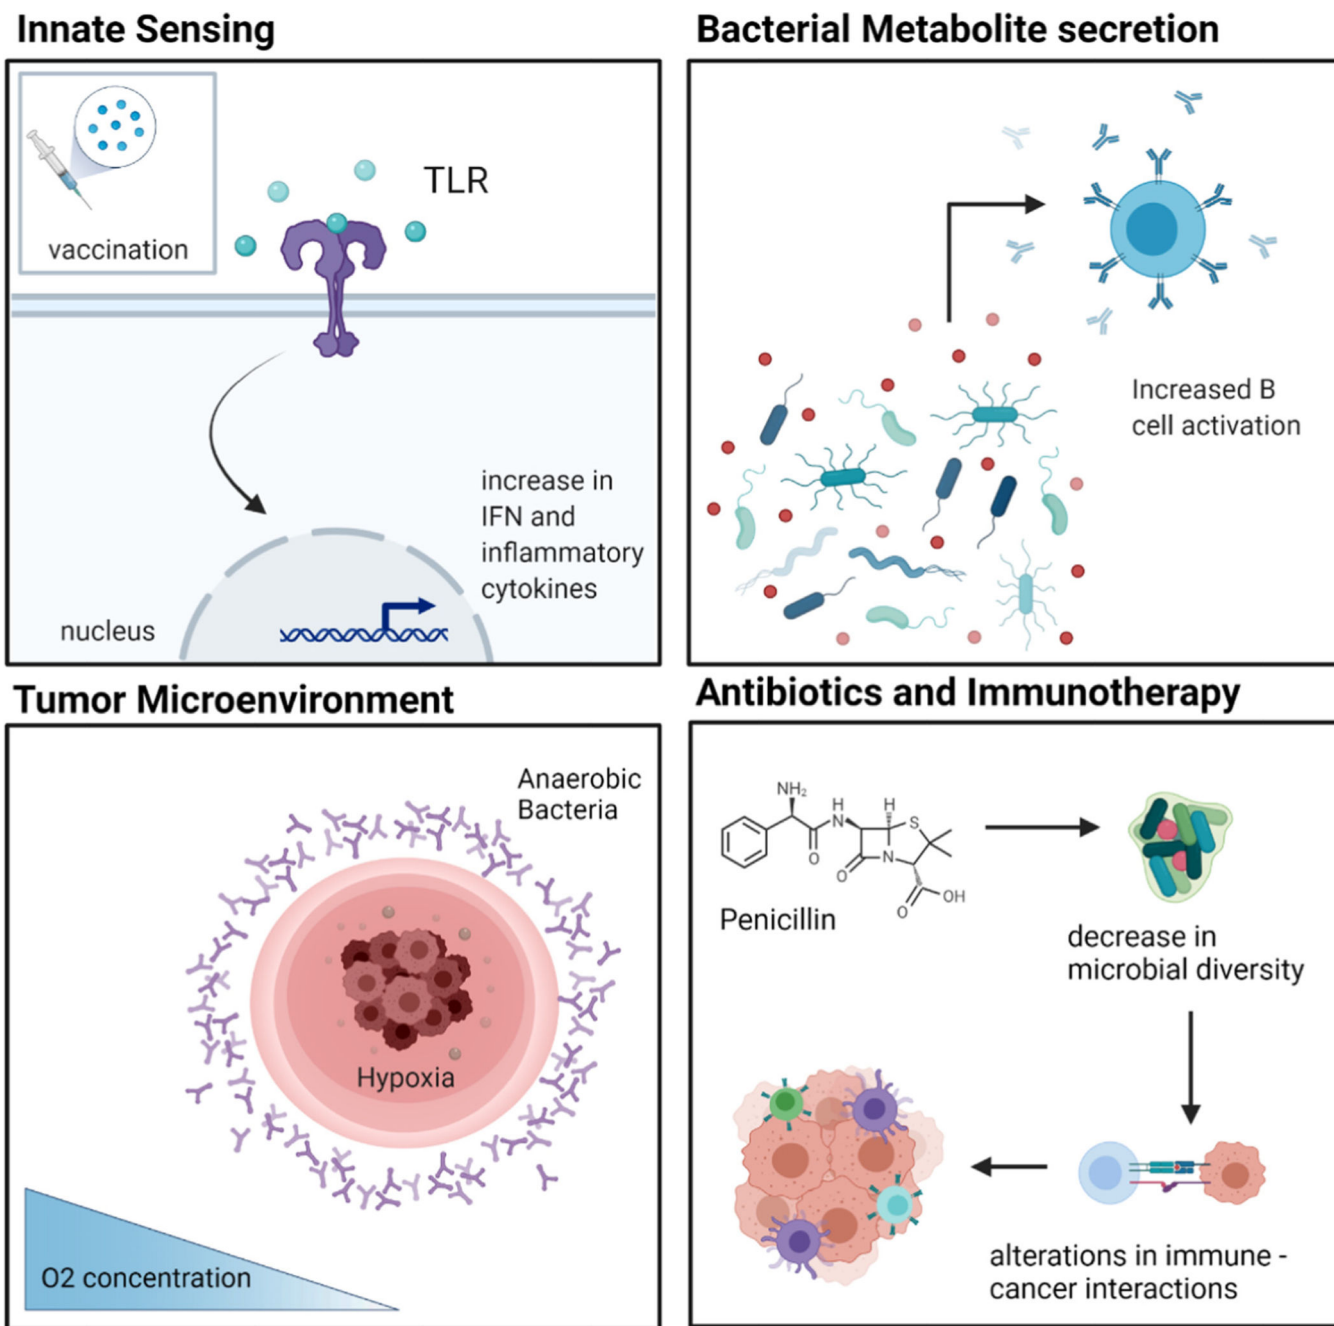 Innate Sensing
vaccination
TLR
increase in
IFN and
inflammatory
cytokines
nucleus
Bacterial Metabolite secretion
Increased B
cell activation
Tumor Microenvironment
Anaerobic
Bacteria
Hypoxia
O2 concentration
Antibiotics and Immunotherapy
NH₂
H
N
H
S
O
O
N
O
OH
Penicillin
decrease in
microbial diversity
alterations in immune -
cancer interactions